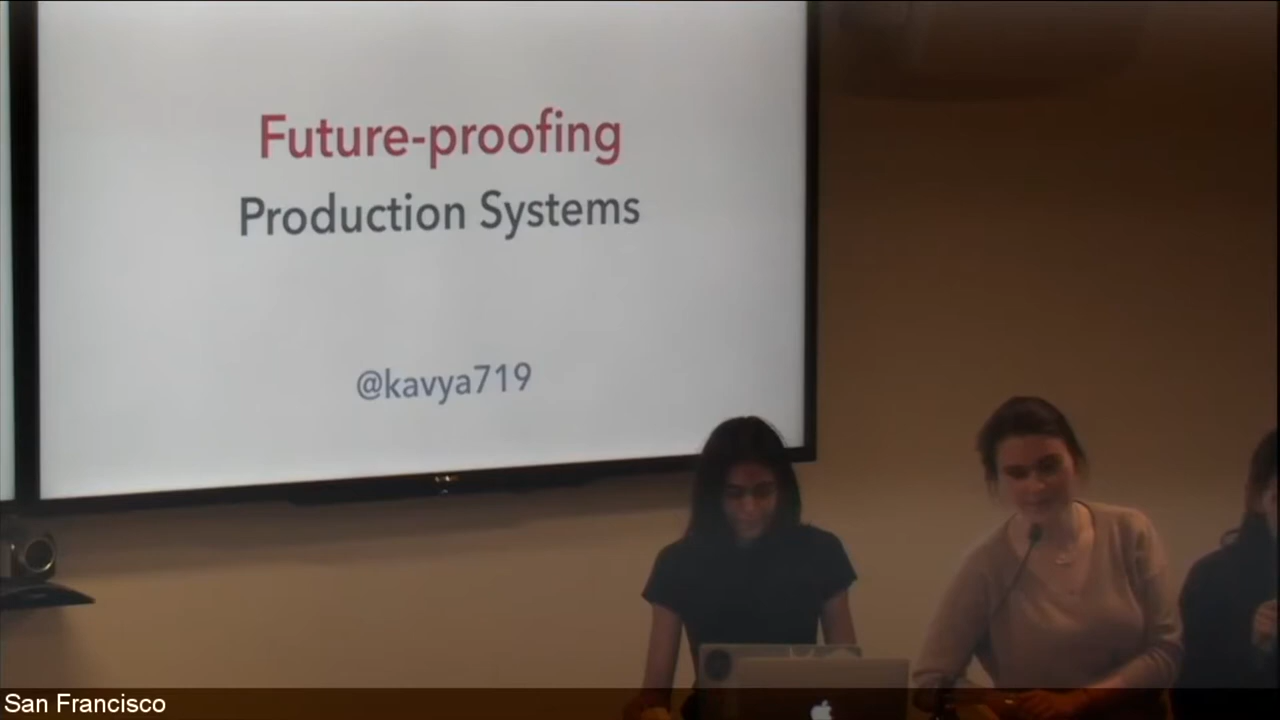 Future-proofing
Production Systems
@kavya719
San Francisco